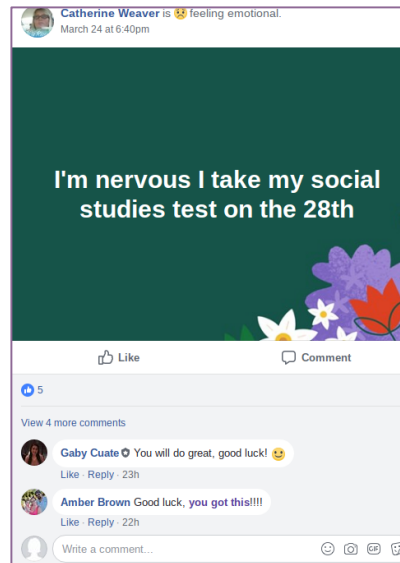 Catherine Weaver is feeling emotional.
March 24 at 6:40pm
I'm nervous I take my social
studies test on the 28th
Like Comment
5
View 4 more comments
Gaby Cuate You will do great, good luck!
Like · Reply · 23h
Amber Brown Good luck, you got this!!!!
Like · Reply · 22h
Write a comment...
GIF